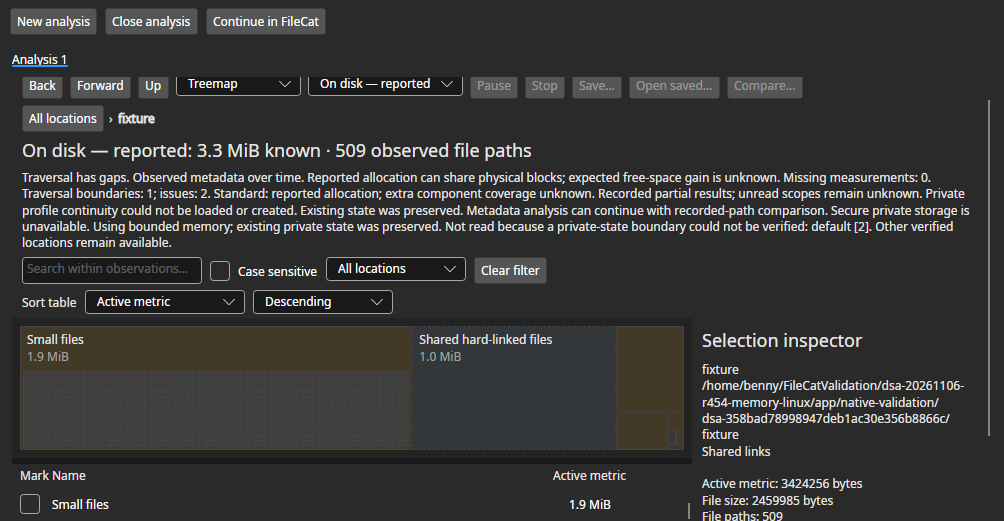 New analysis Close analysis Continue in FileCat
Analysis 1
Back Forward Up Treemap On disk — reported Pause Stop Save... Open saved... Compare...
All locations › fixture
On disk — reported: 3.3 MiB known · 509 observed file paths
Traversal has gaps. Observed metadata over time. Reported allocation can share physical blocks; expected free-space gain is unknown. Missing measurements: 0.
Traversal boundaries: 1; issues: 2. Standard: reported allocation; extra component coverage unknown. Recorded partial results; unread scopes remain unknown. Private
profile continuity could not be loaded or created. Existing state was preserved. Metadata analysis can continue with recorded-path comparison. Secure private storage is
unavailable. Using bounded memory; existing private state was preserved. Not read because a private-state boundary could not be verified: default [2]. Other verified
locations remain available.
Search within observations... Case sensitive All locations Clear filter
Sort table Active metric Descending
Small files
1.9 MiB
Shared hard-linked files
1.0 MiB
Selection inspector
fixture
/home/benny/FileCatValidation/dsa-20261106-
r454-memory-linux/app/native-validation/
dsa-358bad78998947deb1ac30e356b8866c/
fixture
Shared links
Active metric: 3424256 bytes
File size: 2459985 bytes
File paths: 509
Mark Name Active metric
Small files 1.9 MiB